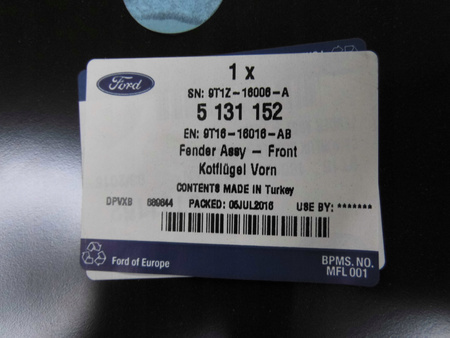 Ford
1 x
SN: 9T1Z-16006-A
5 131 152
EN: 9T16-16016-AB
Fender Assy - Front
Kotflügel Vorn
CONTENTS MADE IN Turkey
DPVXB 889844 PACKED: 05JUL2016 USE BY: *******
Ford of Europe
BPMS. NO.
MFL 001